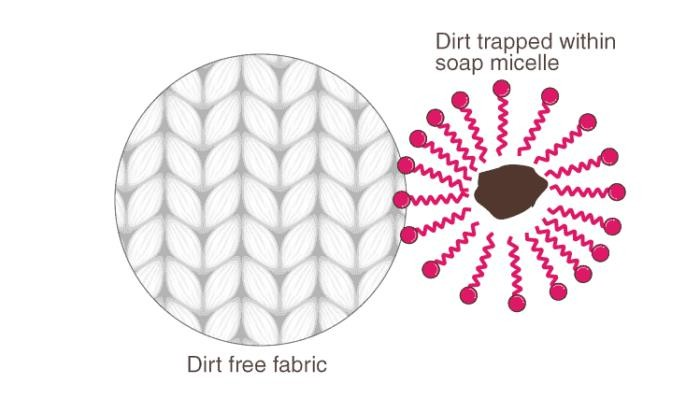 Dirt trapped within
soap micelle
Dirt free fabric